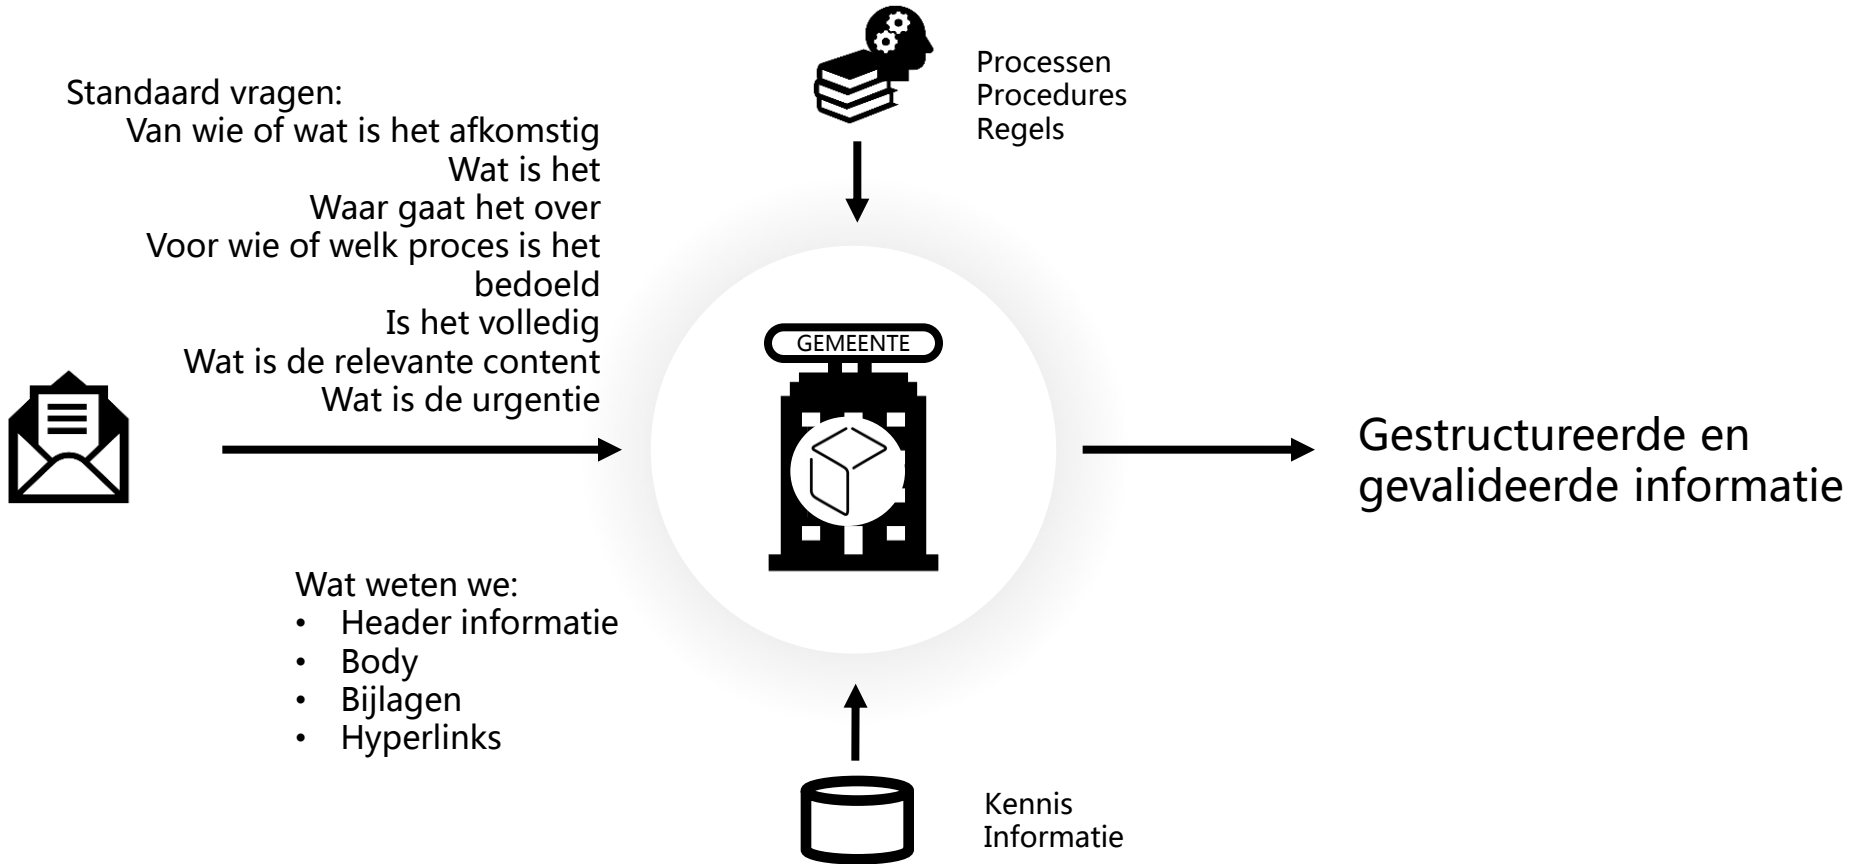 Processen
Procedures
Regels
Standaard vragen:
Van wie of wat is het afkomstig
Wat is het
Waar gaat het over
Voor wie of welk proces is het
bedoeld
Is het volledig
Wat is de relevante content
Wat is de urgentie
GEMEENTE
Gestructureerde en
gevalideerde informatie
Wat weten we:
• Header informatie
• Body
• Bijlagen
• Hyperlinks
Kennis
Informatie